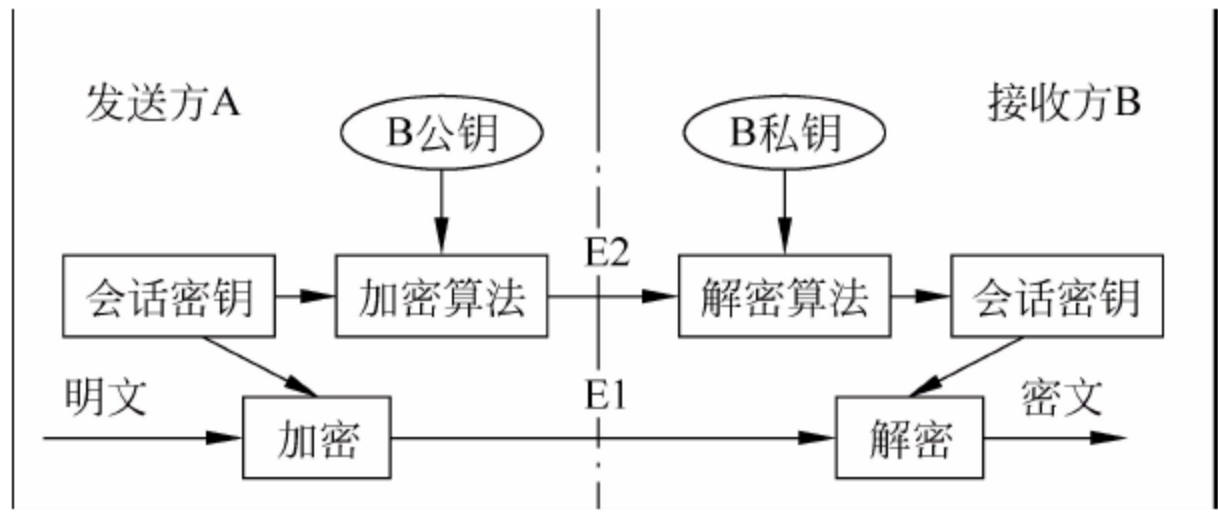 发送方A
接收方B
B公钥
B私钥
E2
会话密钥
加密算法
解密算法
会话密钥
明文
E1
密文
加密
解密